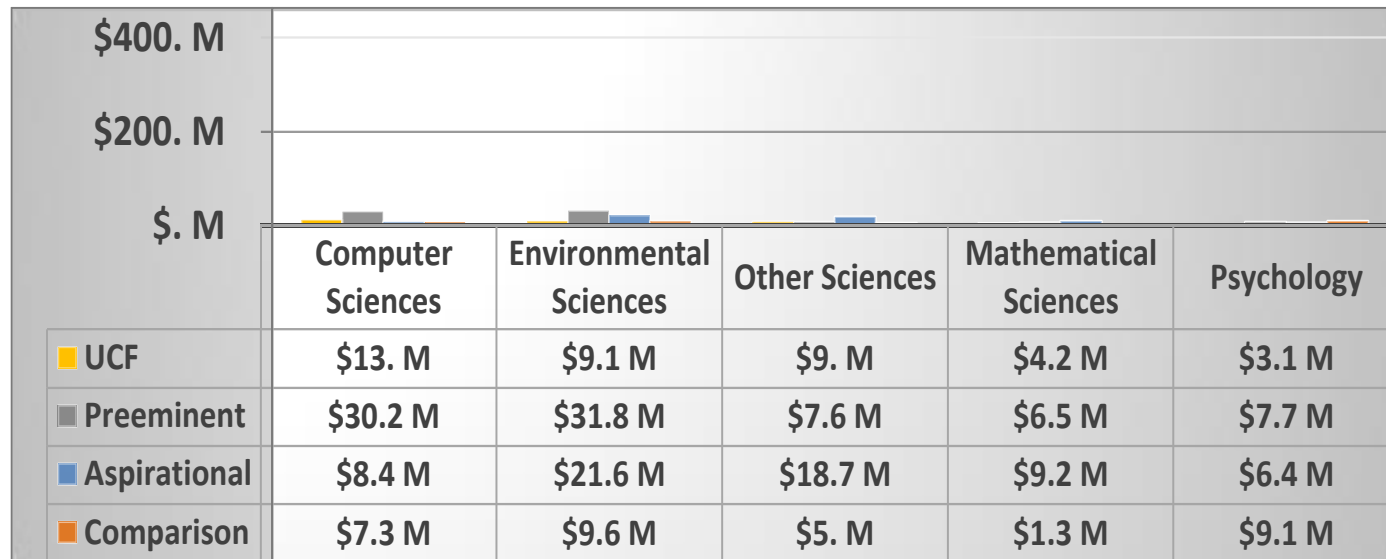 $400. M
$200. M
$. M
Computer Sciences Environmental Sciences Other Sciences Mathematical Sciences Psychology
UCF $13. M $9.1 M $9. M $4.2 M $3.1 M
Preeminent $30.2 M $31.8 M $7.6 M $6.5 M $7.7 M
Aspirational $8.4 M $21.6 M $18.7 M $9.2 M $6.4 M
Comparison $7.3 M $9.6 M $5. M $1.3 M $9.1 M